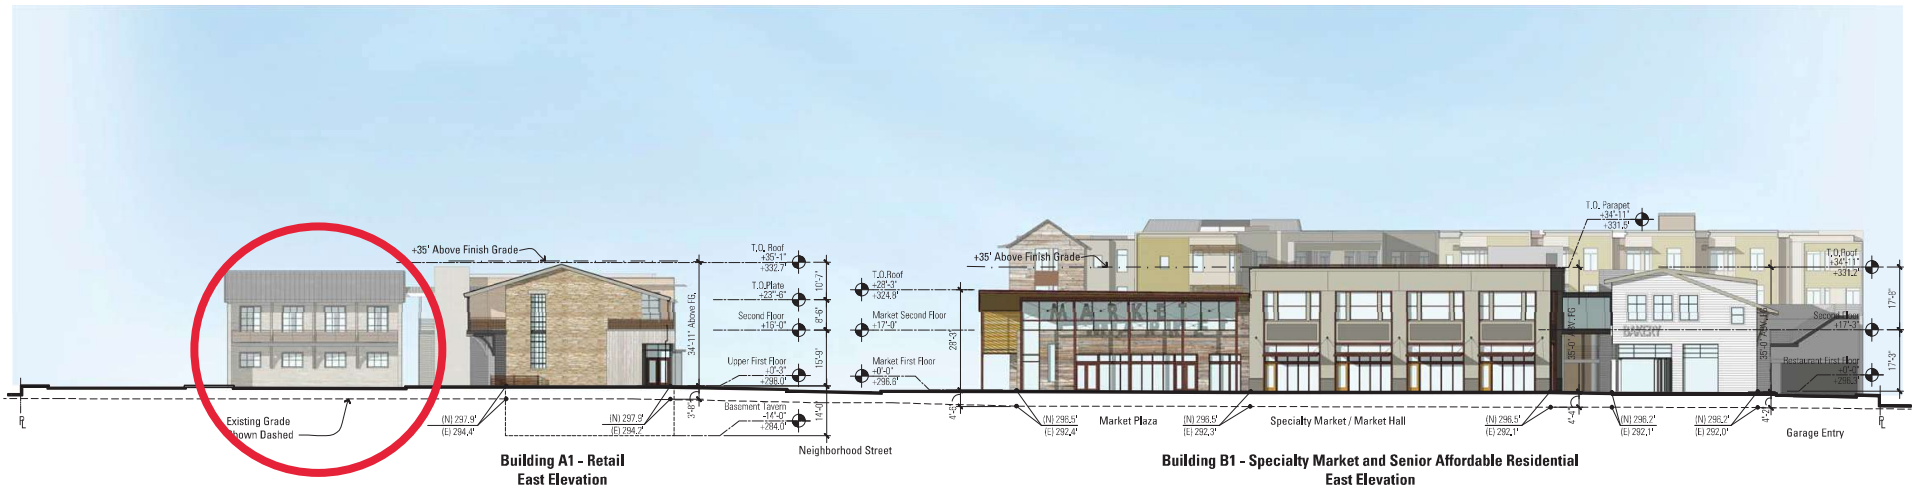 +35' Above Finish Grade
T.O. Roof
+35'-1"
+332.7'
T.O.Plate
+23'-6"
Second Floor
+16'-0"
Upper First Floor
+0'-3"
+298.0'
Basement Tavern
-14'-0"
+284.0'
10'-7"
8'-6"
15'-9"
14'-0"
34'-11" Above FG.
3'-8"
Existing Grade
Shown Dashed
(N) 297.9'
(E) 294.4'
(N) 297.9'
(E) 294.2'
Neighborhood Street
Building A1 - Retail
East Elevation
T.O.Roof
+28'-3"
+324.8'
Market Second Floor
+17'-0"
Market First Floor
+0'-0"
+296.6'
28'-3"
+35' Above Finish Grade
MARKET
T.O. Parapet
+34'-11"
+331.5'
BAKERY
T.O.Roof
+34'-11"
+331.2'
Second Floor
+17'-3"
Restaurant First Floor
+0'-0"
17'-8"
17'-3"
(N) 296.5'
(E) 292.4'
Market Plaza
(N) 296.5'
(E) 292.3'
Specialty Market / Market Hall
(N) 296.5'
(E) 292.1'
4'-4"
(N) 296.2'
(E) 292.1'
(N) 296.2'
(E) 292.0'
Garage Entry
Building B1 - Specialty Market and Senior Affordable Residential
East Elevation